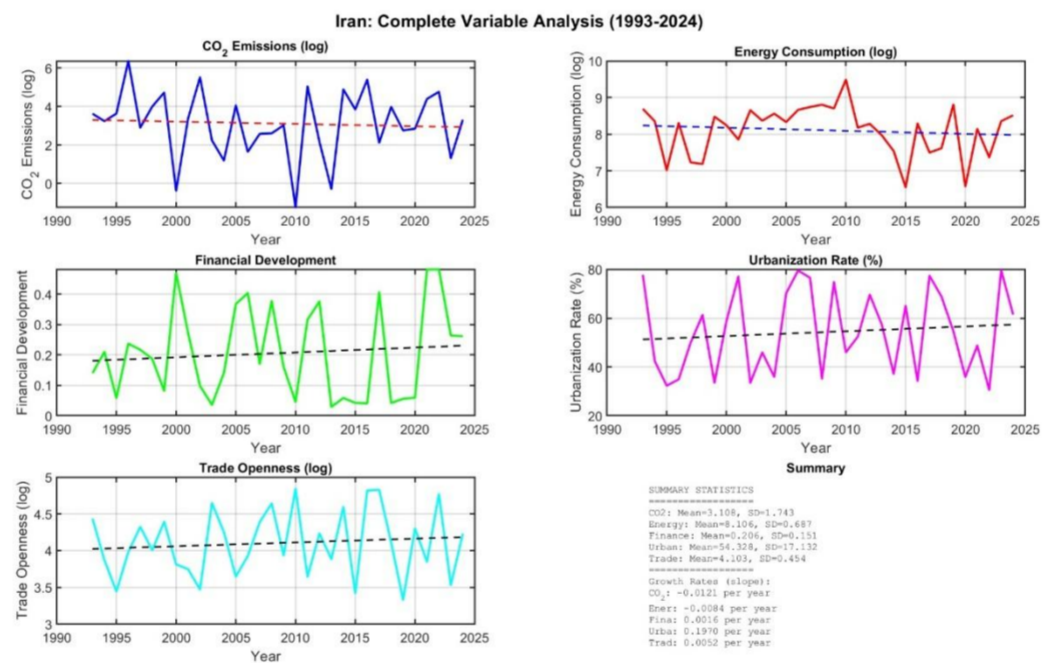 Iran: Complete Variable Analysis (1993-2024)
CO2 Emissions (log)
CO2 Emissions (log)
6
4
2
0
1990 1995 2000 2005 2010 2015 2020 2025
Year
Energy Consumption (log)
Energy Consumption (log)
10
9
8
7
6
1990 1995 2000 2005 2010 2015 2020 2025
Year
Financial Development
Financial Development
0.4
0.3
0.2
0.1
0
1990 1995 2000 2005 2010 2015 2020 2025
Year
Urbanization Rate (%)
Urbanization Rate (%)
80
60
40
20
1990 1995 2000 2005 2010 2015 2020 2025
Year
Trade Openness (log)
Trade Openness (log)
5
4.5
4
3.5
3
1990 1995 2000 2005 2010 2015 2020 2025
Year
Summary
SUMMARY STATISTICS
==================
CO2: Mean=3.108, SD=1.743
Energy: Mean=8.106, SD=0.687
Finance: Mean=0.206, SD=0.151
Urban: Mean=54.328, SD=17.132
Trade: Mean=4.103, SD=0.454
==================
Growth Rates (slope):
CO2: -0.0121 per year
Ener: -0.0084 per year
Fina: 0.0016 per year
Urba: 0.1970 per year
Trad: 0.0052 per year